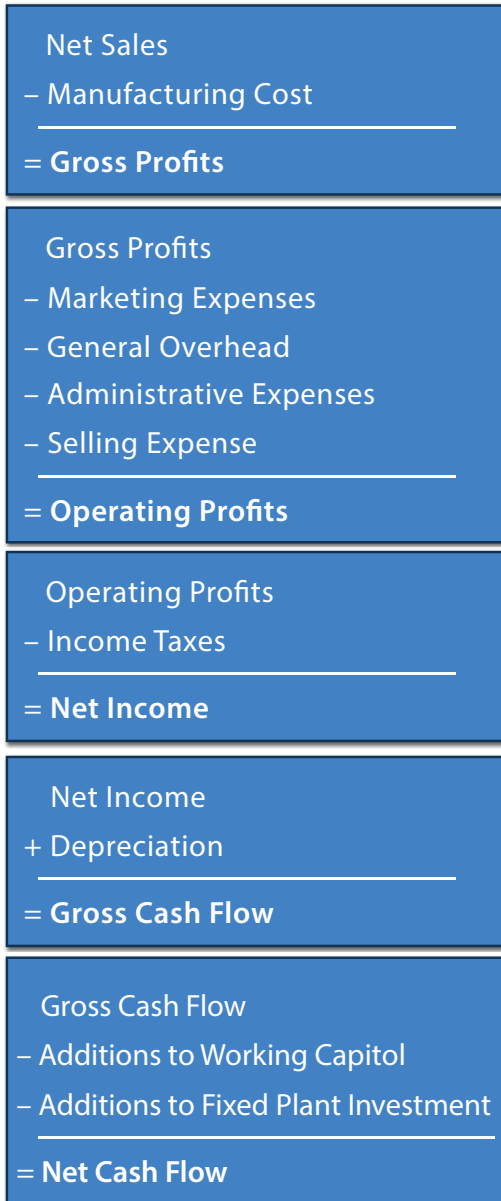 Net Sales
– Manufacturing Cost
= Gross Profits
Gross Profits
– Marketing Expenses
– General Overhead
– Administrative Expenses
– Selling Expense
= Operating Profits
Operating Profits
– Income Taxes
= Net Income
Net Income
+ Depreciation
= Gross Cash Flow
Gross Cash Flow
– Additions to Working Capitol
– Additions to Fixed Plant Investment
= Net Cash Flow